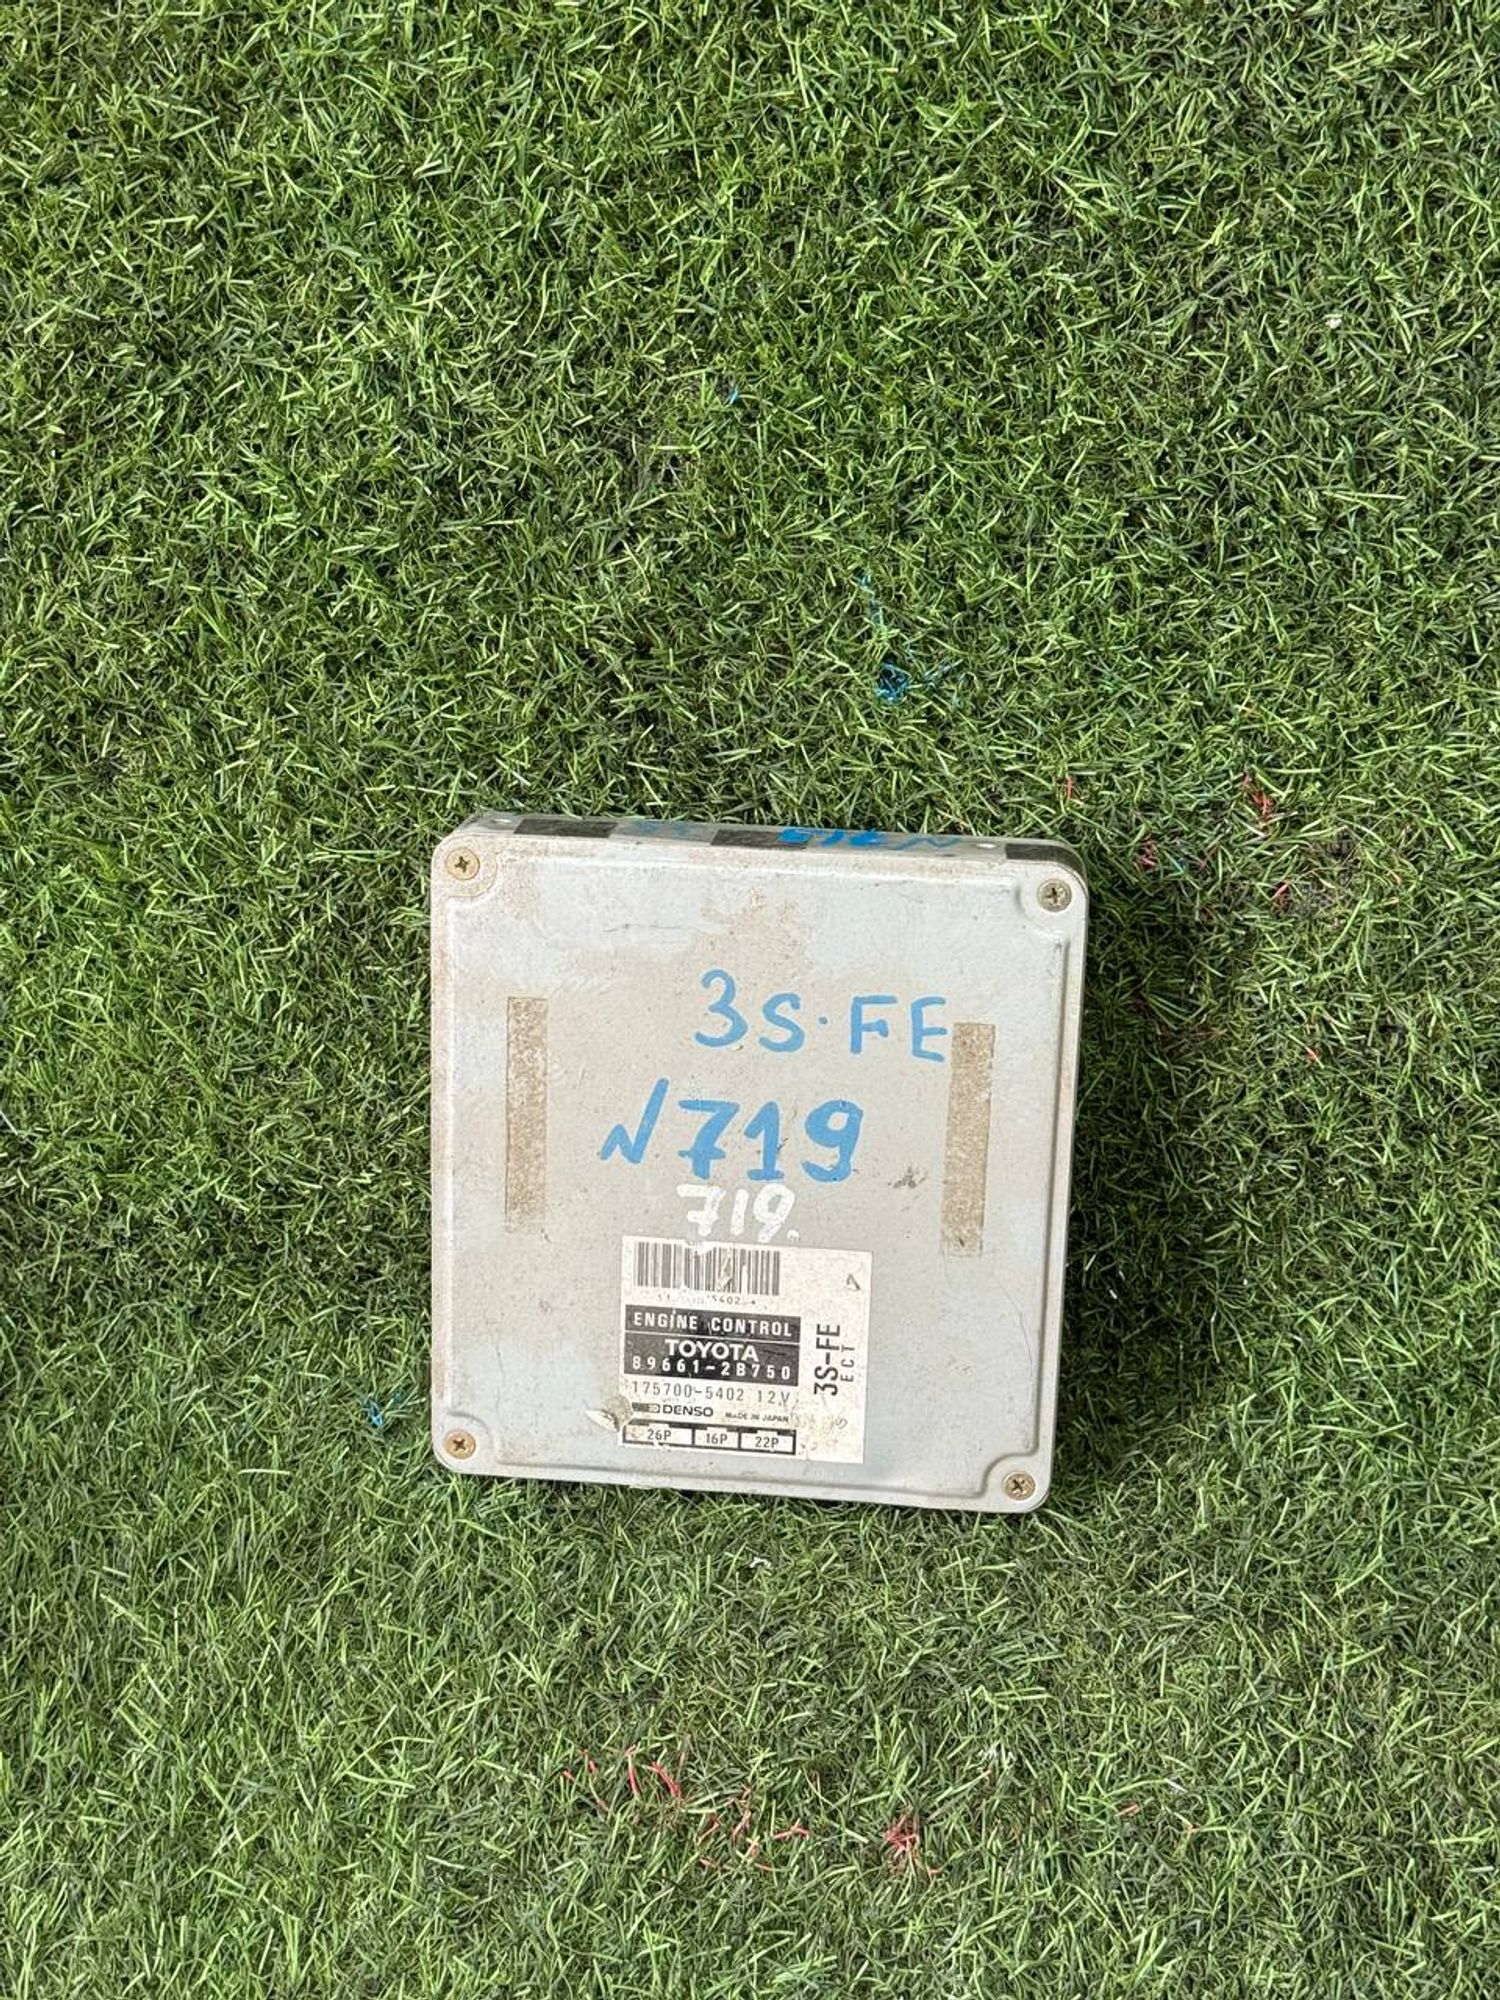 3S-FE
N719
719.
ENGINE CONTROL
TOYOTA
89661-2B750
175700-5402 12V
DENSO MADE IN JAPAN
26P 16P 22P
3S-FE
ECT